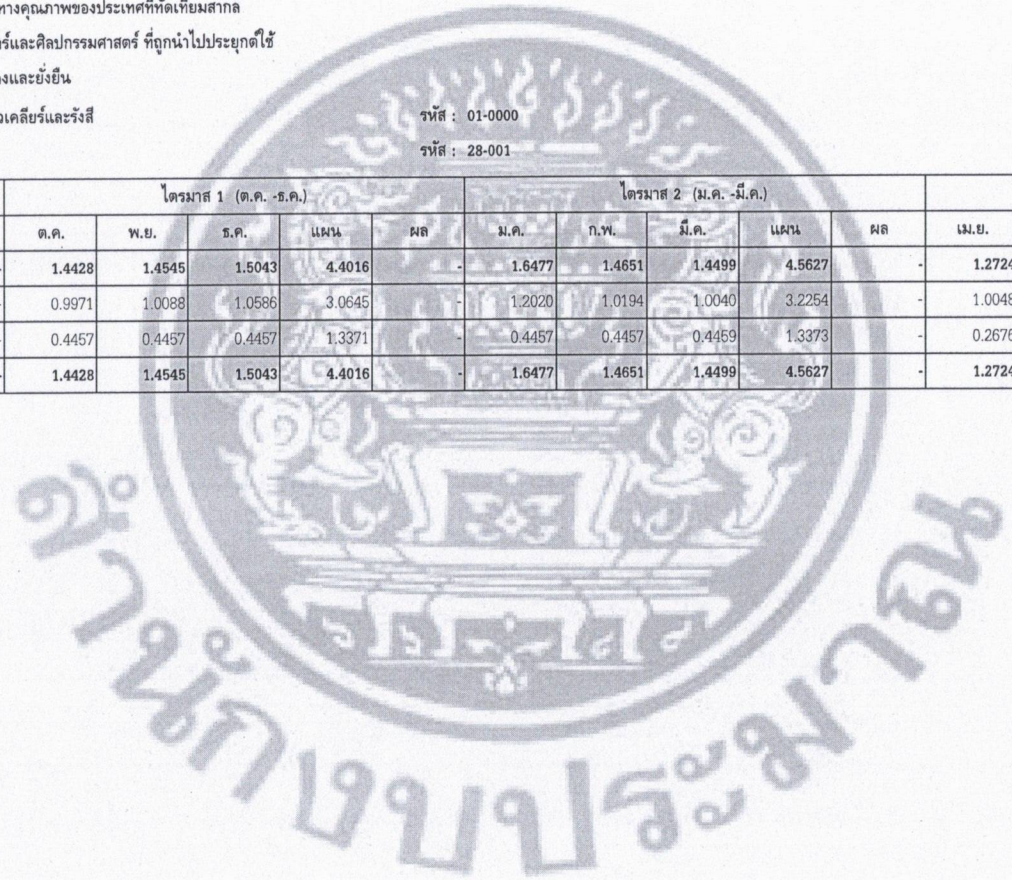 ทางคุณภาพของประเทศที่ทัดเทียมสากล
ร์และศิลปกรรมศาสตร์ ที่ถูกนำไปประยุกต์ใช้
และยั่งยืน
เคลียร์และรังสี
รหัส : 01-0000
รหัส : 28-001
ไตรมาส 1 (ต.ค. -ธ.ค.) ไตรมาส 2 (ม.ค. -มี.ค.)
ต.ค. พ.ย. ธ.ค. แผน ผล ม.ค. ก.พ. มี.ค. แผน ผล เม.ย.
- 1.4428 1.4545 1.5043 4.4016 - 1.6477 1.4651 1.4499 4.5627 - 1.2724
- 0.9971 1.0088 1.0586 3.0645 - 1.2020 1.0194 1.0040 3.2254 - 1.0048
- 0.4457 0.4457 0.4457 1.3371 - 0.4457 0.4457 0.4459 1.3373 - 0.2676
- 1.4428 1.4545 1.5043 4.4016 - 1.6477 1.4651 1.4499 4.5627 - 1.2724
สำนักงบประมาณ